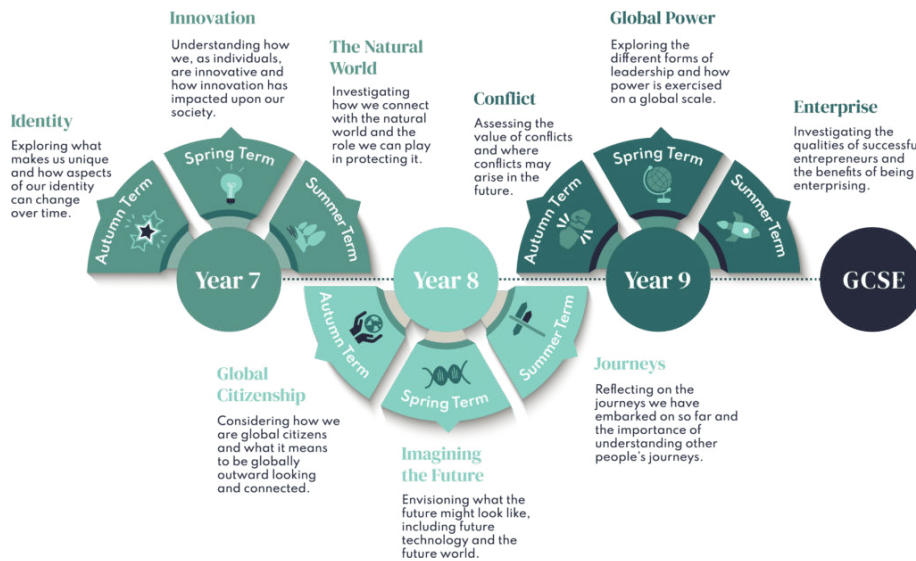 Identity
Exploring what
makes us unique
and how aspects
of our identity
can change
over time.
Autumn Term
Innovation
Understanding how
we, as individuals,
are innovative and
how innovation has
impacted upon our
society.
Spring Term
The Natural
World
Investigating
how we connect
with the natural
world and the
role we can play
in protecting it.
Summer Term
Year 7
Autumn Term
Global
Citizenship
Considering how we
are global citizens
and what it means
to be globally
outward looking
and connected.
Year 8
Spring Term
Imagining
the Future
Envisioning what the
future might look like,
including future
technology and the
future world.
Summer Term
Journeys
Reflecting on the
journeys we have
embarked on so far and
the importance of
understanding other
people's journeys.
Conflict
Assessing the
value of conflicts
and where
conflicts may
arise in the
future.
Autumn Term
Global Power
Exploring the
different forms of
leadership and how
power is exercised
on a global scale.
Spring Term
Enterprise
Investigating the
qualities of successfu
entrepreneurs and
the benefits of being
enterprising.
Summer Term
Year 9
GCSE